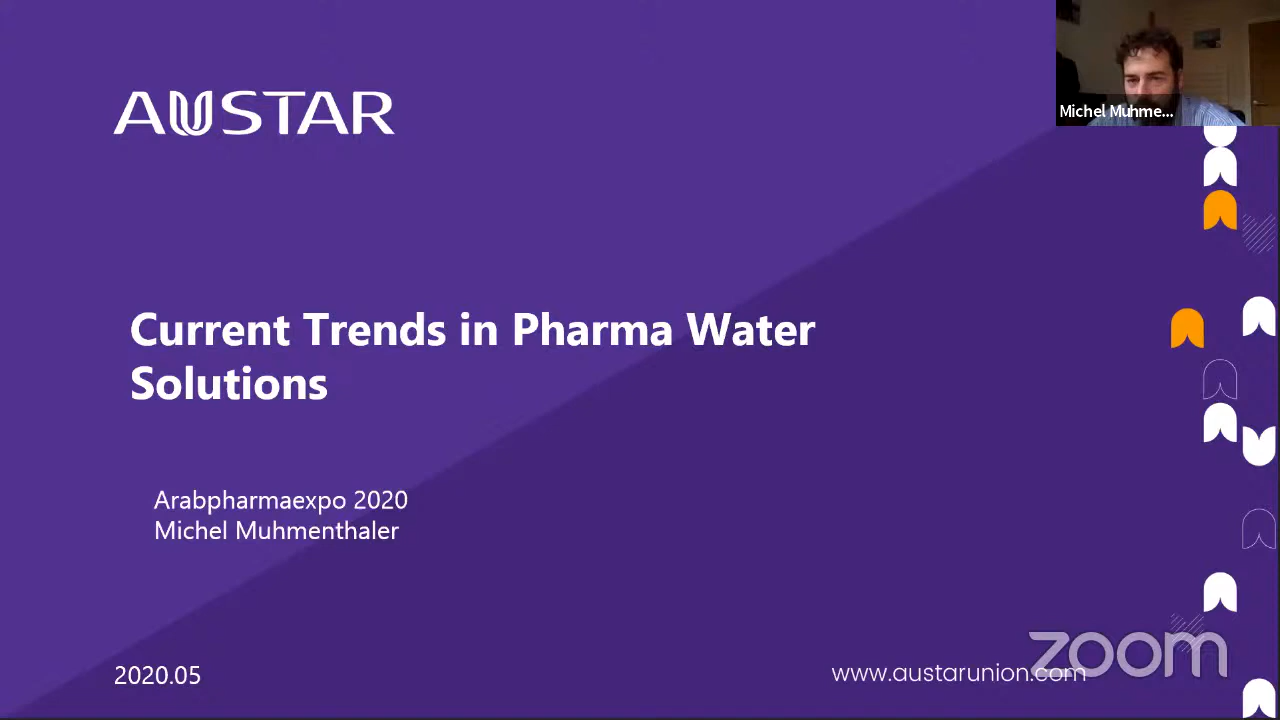 AUSTAR
Michel Muhme...
Current Trends in Pharma Water
Solutions
Arabpharmaexpo 2020
Michel Muhmenthaler
2020.05
www.austarunion.com
zoom